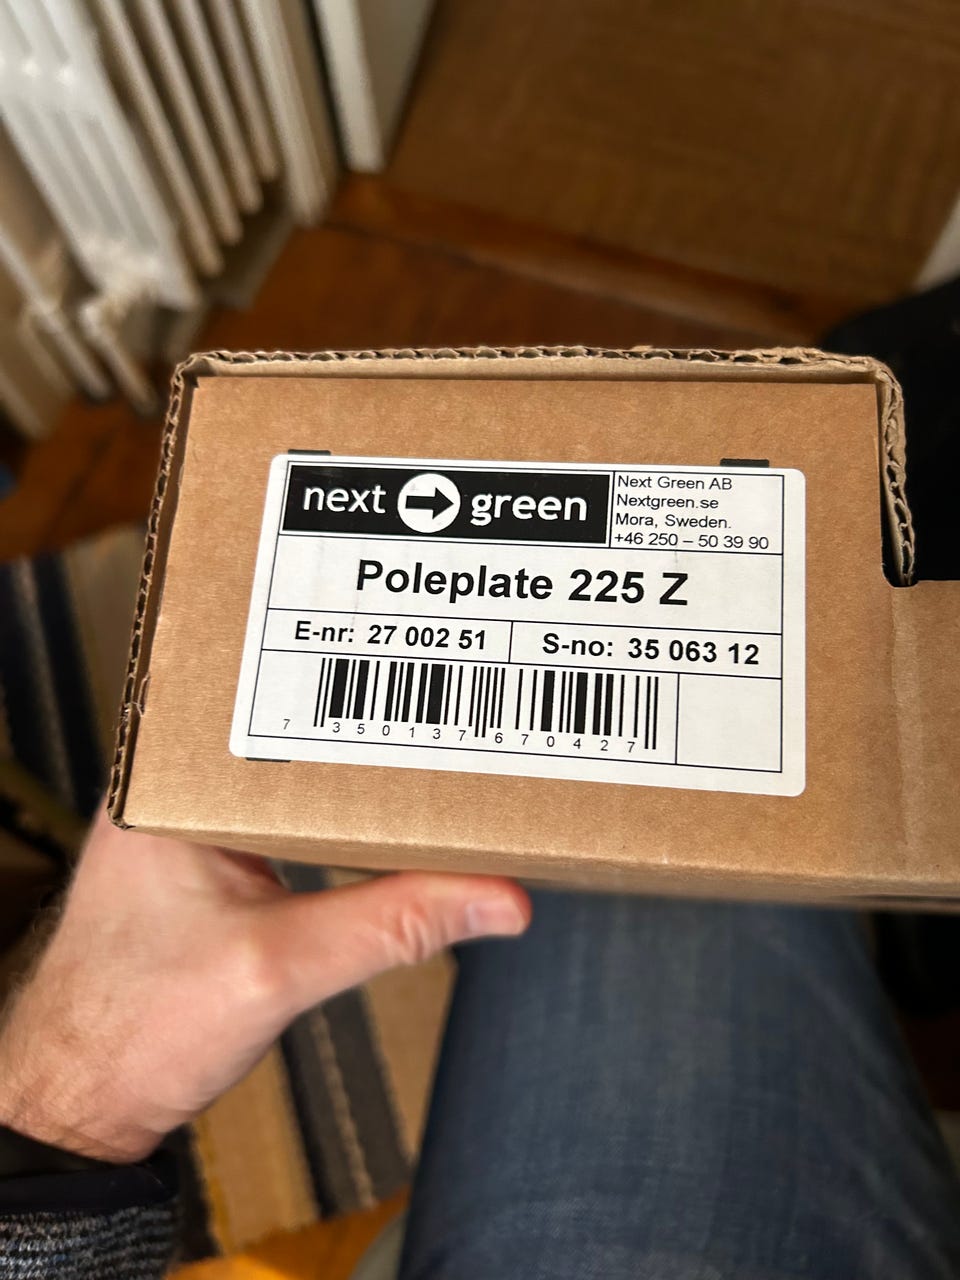 next green
Next Green AB
Nextgreen.se
Mora, Sweden.
+46 250 – 50 39 90
Poleplate 225 Z
E-nr: 27 002 51
S-no: 35 063 12
7 350137 670427